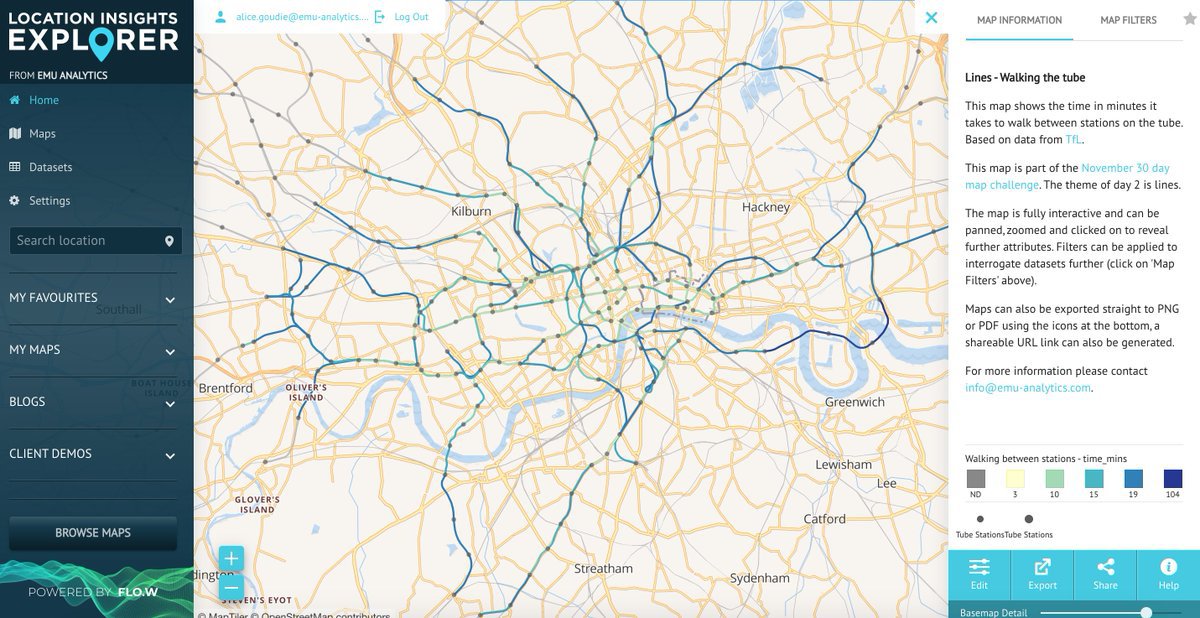 LOCATION INSIGHTS
EXPLORER
FROM EMU ANALYTICS
Home
Maps
Datasets
Settings
Search location
MY FAVOURITES
Southall
MY MAPS
BOAT HOUSE
ISLAND
BLOGS
CLIENT DEMOS
BROWSE MAPS
POWERED BY FLO.W
alice.goudie@emu-analytics....
Log Out
Kilburn
Hackney
Brentford
OLIVER'S
ISLAND
Greenwich
GLOVER'S
ISLAND
Lewisham
Lee
Catford
Streatham
Sydenham
dington
+
−
EVEN'S EYOT
© MapTiler © OpenStreetMap contributors
MAP INFORMATION
MAP FILTERS
Lines - Walking the tube
This map shows the time in minutes it
takes to walk between stations on the tube.
Based on data from TfL.
This map is part of the November 30 day
map challenge. The theme of day 2 is lines.
The map is fully interactive and can be
panned, zoomed and clicked on to reveal
further attributes. Filters can be applied to
interrogate datasets further (click on 'Map
Filters' above).
Maps can also be exported straight to PNG
or PDF using the icons at the bottom, a
shareable URL link can also be generated.
For more information please contact
info@emu-analytics.com.
Walking between stations - time_mins
ND 3 10 15 19 104
Tube Stations Tube Stations
Edit Export Share Help
Basemap Detail